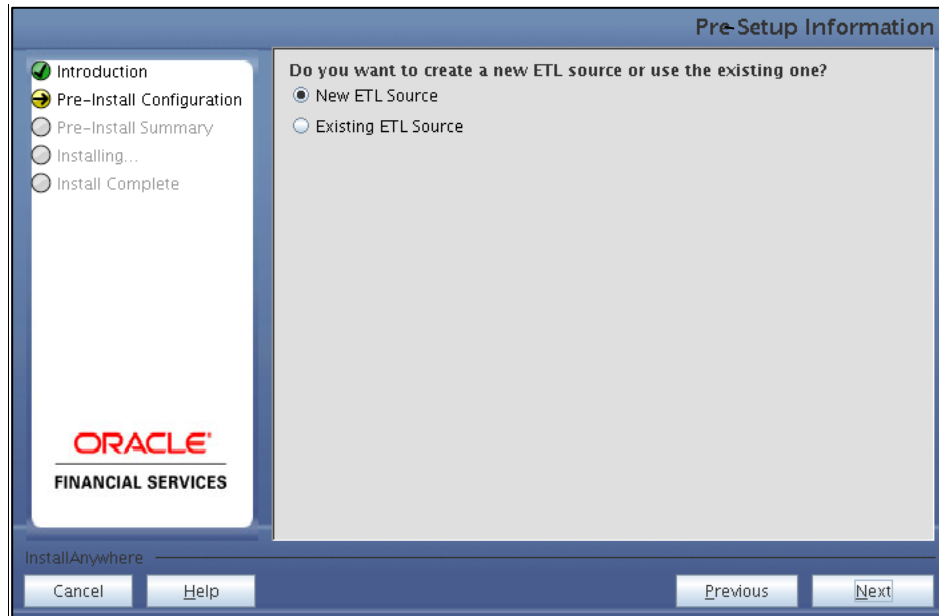 Pre-Setup Information
Introduction
Pre-Install Configuration
Pre-Install Summary
Installing...
Install Complete
Do you want to create a new ETL source or use the existing one?
New ETL Source
Existing ETL Source
ORACLE'
FINANCIAL SERVICES
InstallAnywhere
Cancel
Help
Previous
Next